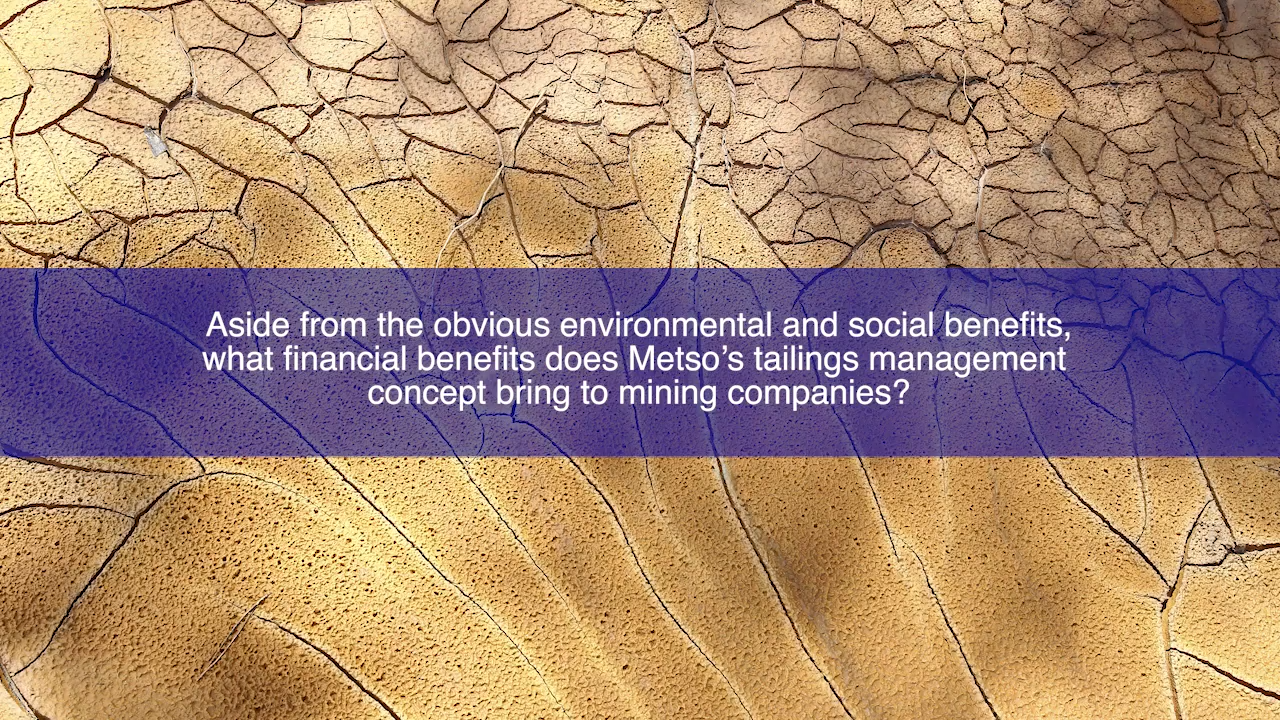 Aside from the obvious environmental and social benefits,
what financial benefits does Metso’s tailings management
concept bring to mining companies?